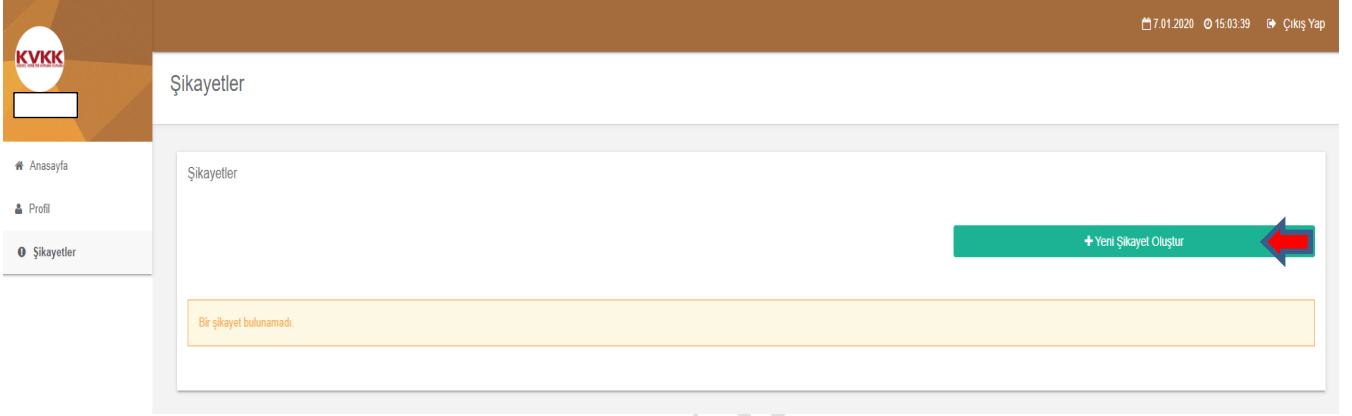 7.01.2020 15:03:39 Çıkış Yap
KVKK
Şikayetler
Anasayfa
Profil
Şikayetler
Şikayetler
+Yeni Şikayet Oluştur
Bir şikayet bulunamadı.